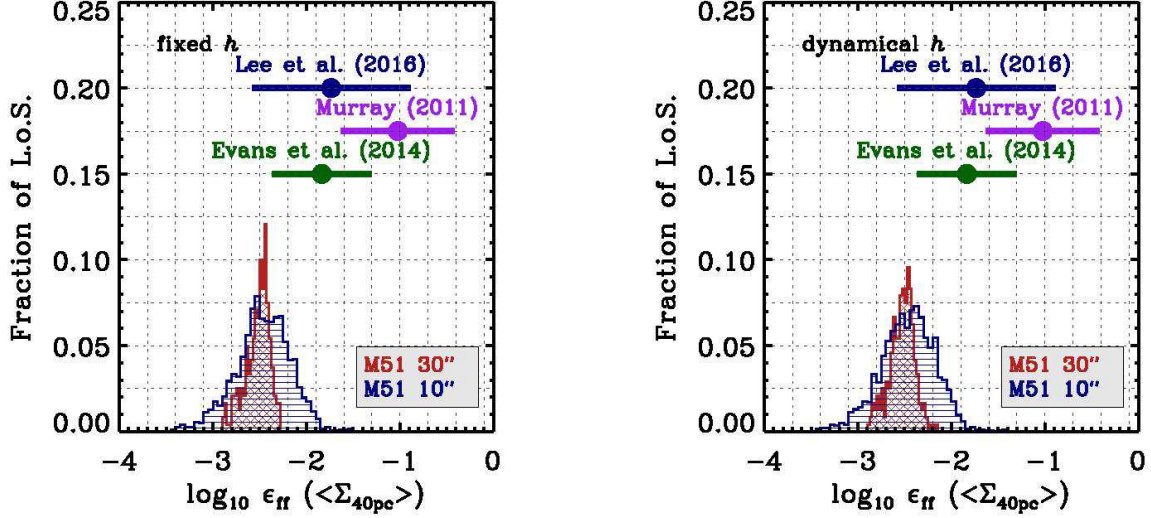 0.25
fixed h
Lee et al. (2016)
0.20
Murray (2011)
Evans et al. (2014)
0.15
0.10
0.05
M51 30"
M51 10"
0.00
-4 -3 -2 -1 0
log₁₀ ϵff (<Σ40pc>)
Fraction of L.o.S.
0.25
dynamical h
Lee et al. (2016)
0.20
Murray (2011)
Evans et al. (2014)
0.15
0.10
0.05
M51 30"
M51 10"
0.00
-4 -3 -2 -1 0
log₁₀ ϵff (<Σ40pc>)
Fraction of L.o.S.